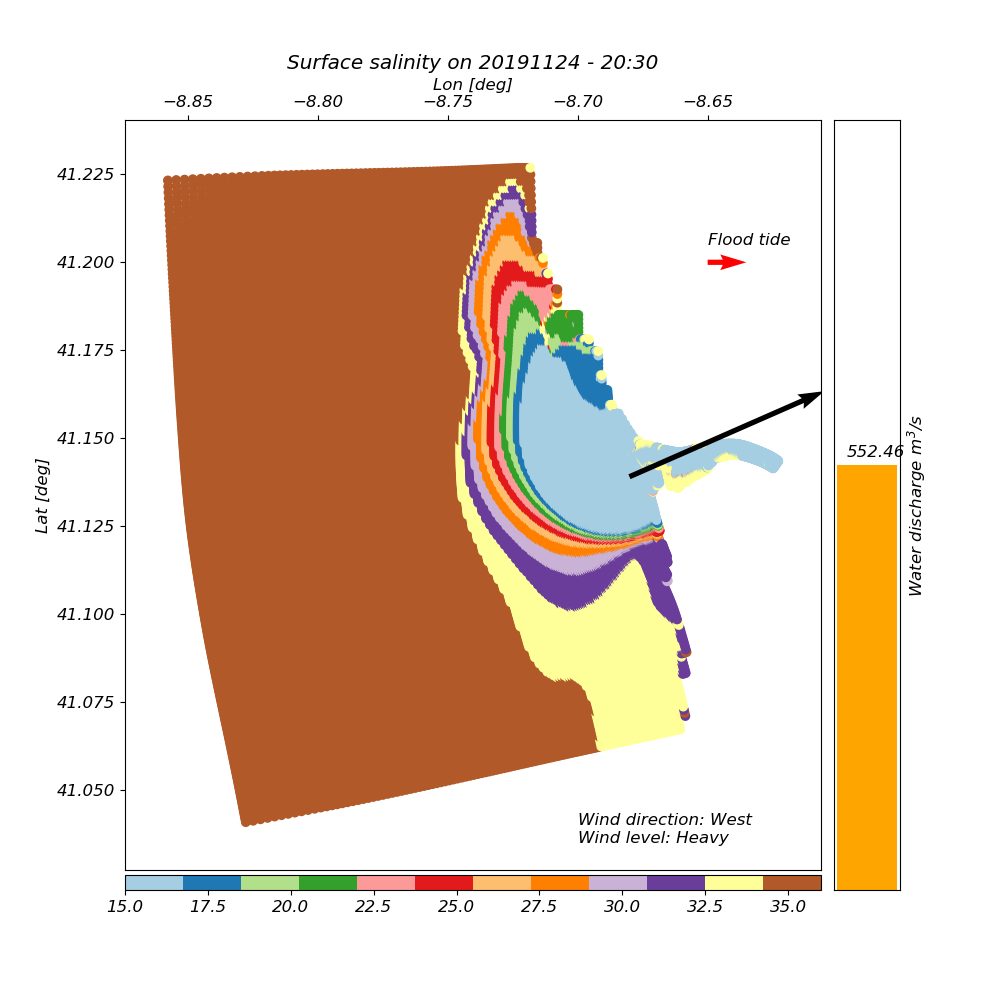 Surface salinity on 20191124 - 20:30
Lon [deg]
−8.85 −8.80 −8.75 −8.70 −8.65
41.225
41.200
41.175
41.150
41.125
41.100
41.075
41.050
Lat [deg]
Flood tide
552.46
Water discharge m³/s
Wind direction: West
Wind level: Heavy
15.0 17.5 20.0 22.5 25.0 27.5 30.0 32.5 35.0